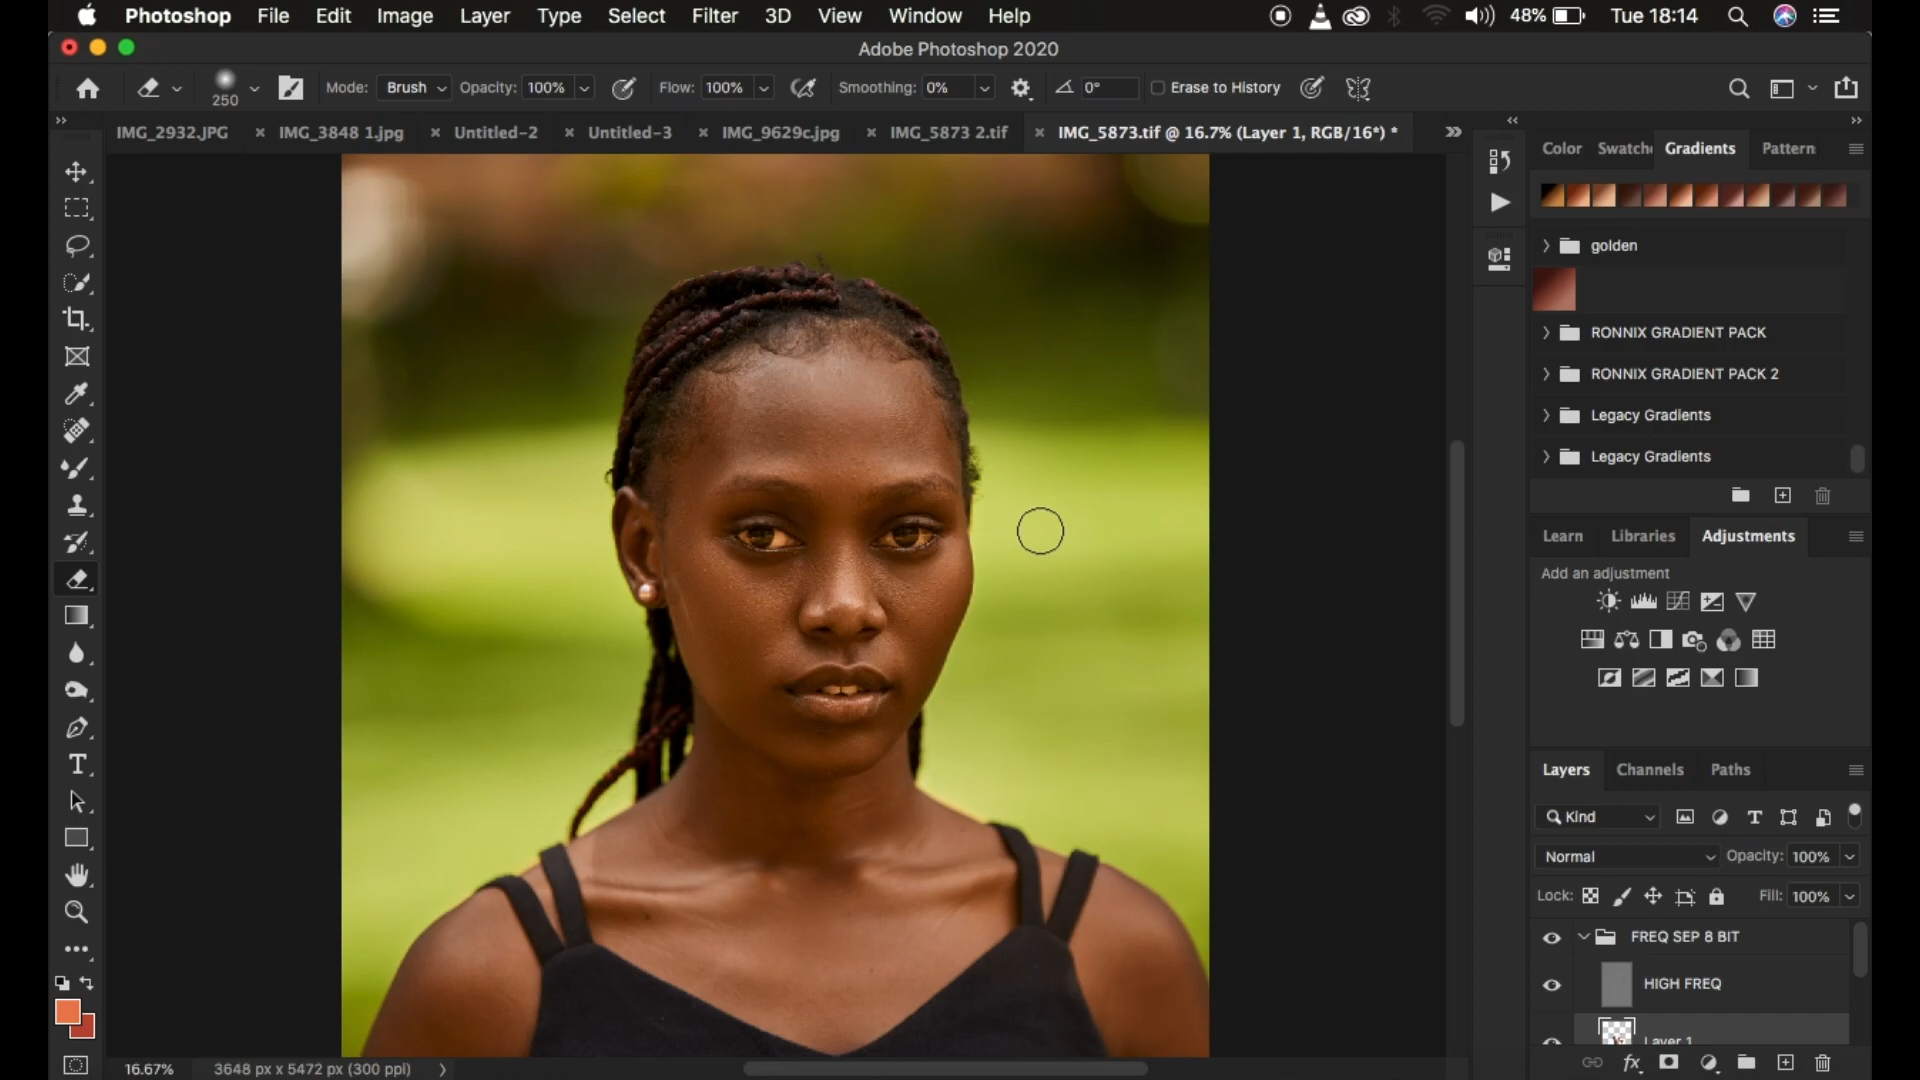 Photoshop File Edit Image Layer Type Select Filter 3D View Window Help 48% Tue 18:14
Adobe Photoshop 2020
250 Mode: Brush Opacity: 100% Flow: 100% Smoothing: 0% 0° Erase to History
IMG_2932.JPG × IMG_3848 1.jpg × Untitled-2 × Untitled-3 × IMG_9629c.jpg × IMG_5873 2.tif × IMG_5873.tif @ 16.7% (Layer 1, RGB/16*) *
Color Swatche Gradients Pattern
golden
RONNIX GRADIENT PACK
RONNIX GRADIENT PACK 2
Legacy Gradients
Legacy Gradients
Learn Libraries Adjustments
Add an adjustment
Layers Channels Paths
Kind
Normal Opacity: 100%
Lock: Fill: 100%
FREQ SEP 8 BIT
HIGH FREQ
Layer 1
16.67% 3648 px x 5472 px (300 ppi)